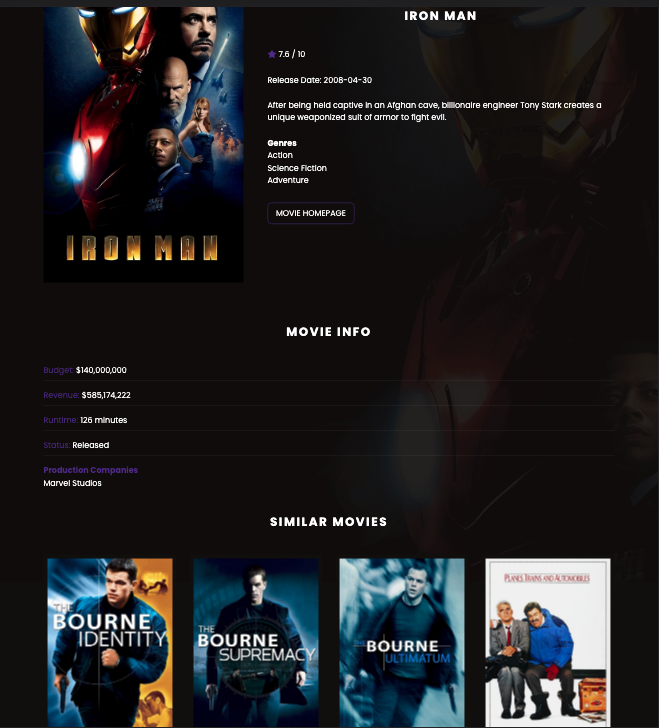 IRON MAN
7.6 / 10
Release Date: 2008-04-30
After being held captive in an Afghan cave, billionaire engineer Tony Stark creates a
unique weaponized suit of armor to fight evil.
Genres
Action
Science Fiction
Adventure
MOVIE HOMEPAGE
IRON MAN
MOVIE INFO
Budget: $140,000,000
Revenue: $585,174,222
Runtime: 126 minutes
Status: Released
Production Companies
Marvel Studios
SIMILAR MOVIES
THE
BOURNE
IDENTITY
THE
BOURNE
SUPREMACY
THE
BOURNE
ULTIMATUM
PLANES, TRAINS AND AUTOMOBILES